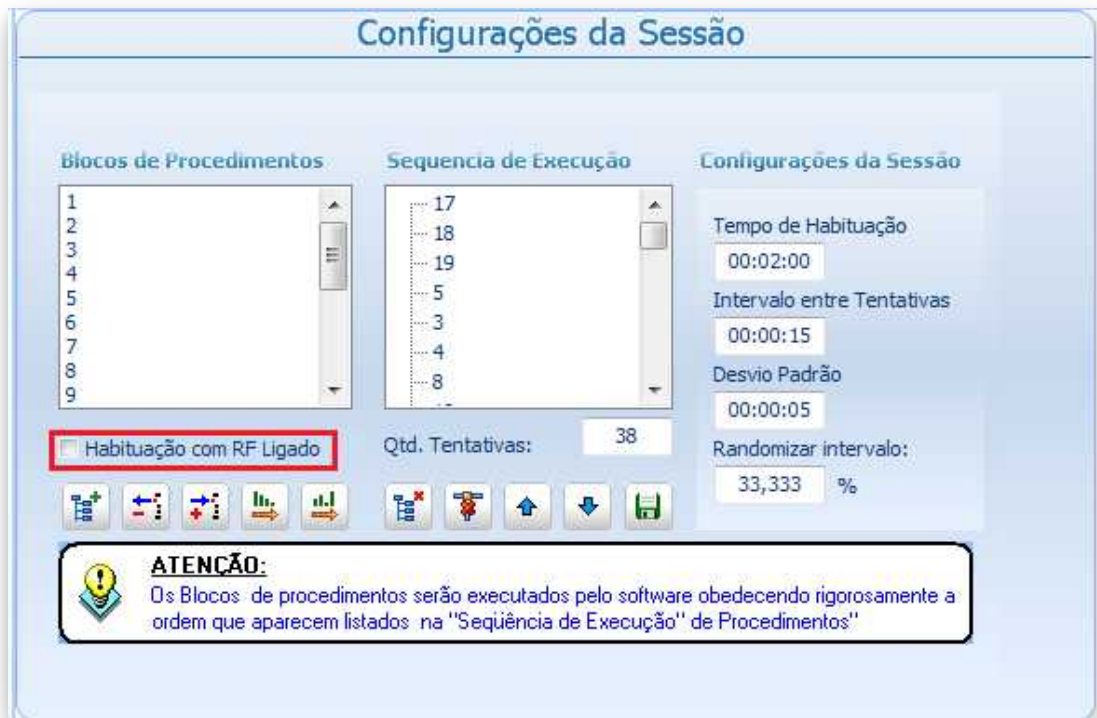 Configurações da Sessão
Blocos de Procedimentos
1
2
3
4
5
6
7
8
9
Habituação com RF Ligado
Sequencia de Execução
17
18
19
5
3
4
8
Qtd. Tentativas: 38
Configurações da Sessão
Tempo de Habituação
00:02:00
Intervalo entre Tentativas
00:00:15
Desvio Padrão
00:00:05
Randomizar intervalo:
33,333 %
ATENÇÃO:
Os Blocos de procedimentos serão executados pelo software obedecendo rigorosamente a
ordem que aparecem listados na "Seqüência de Execução" de Procedimentos"